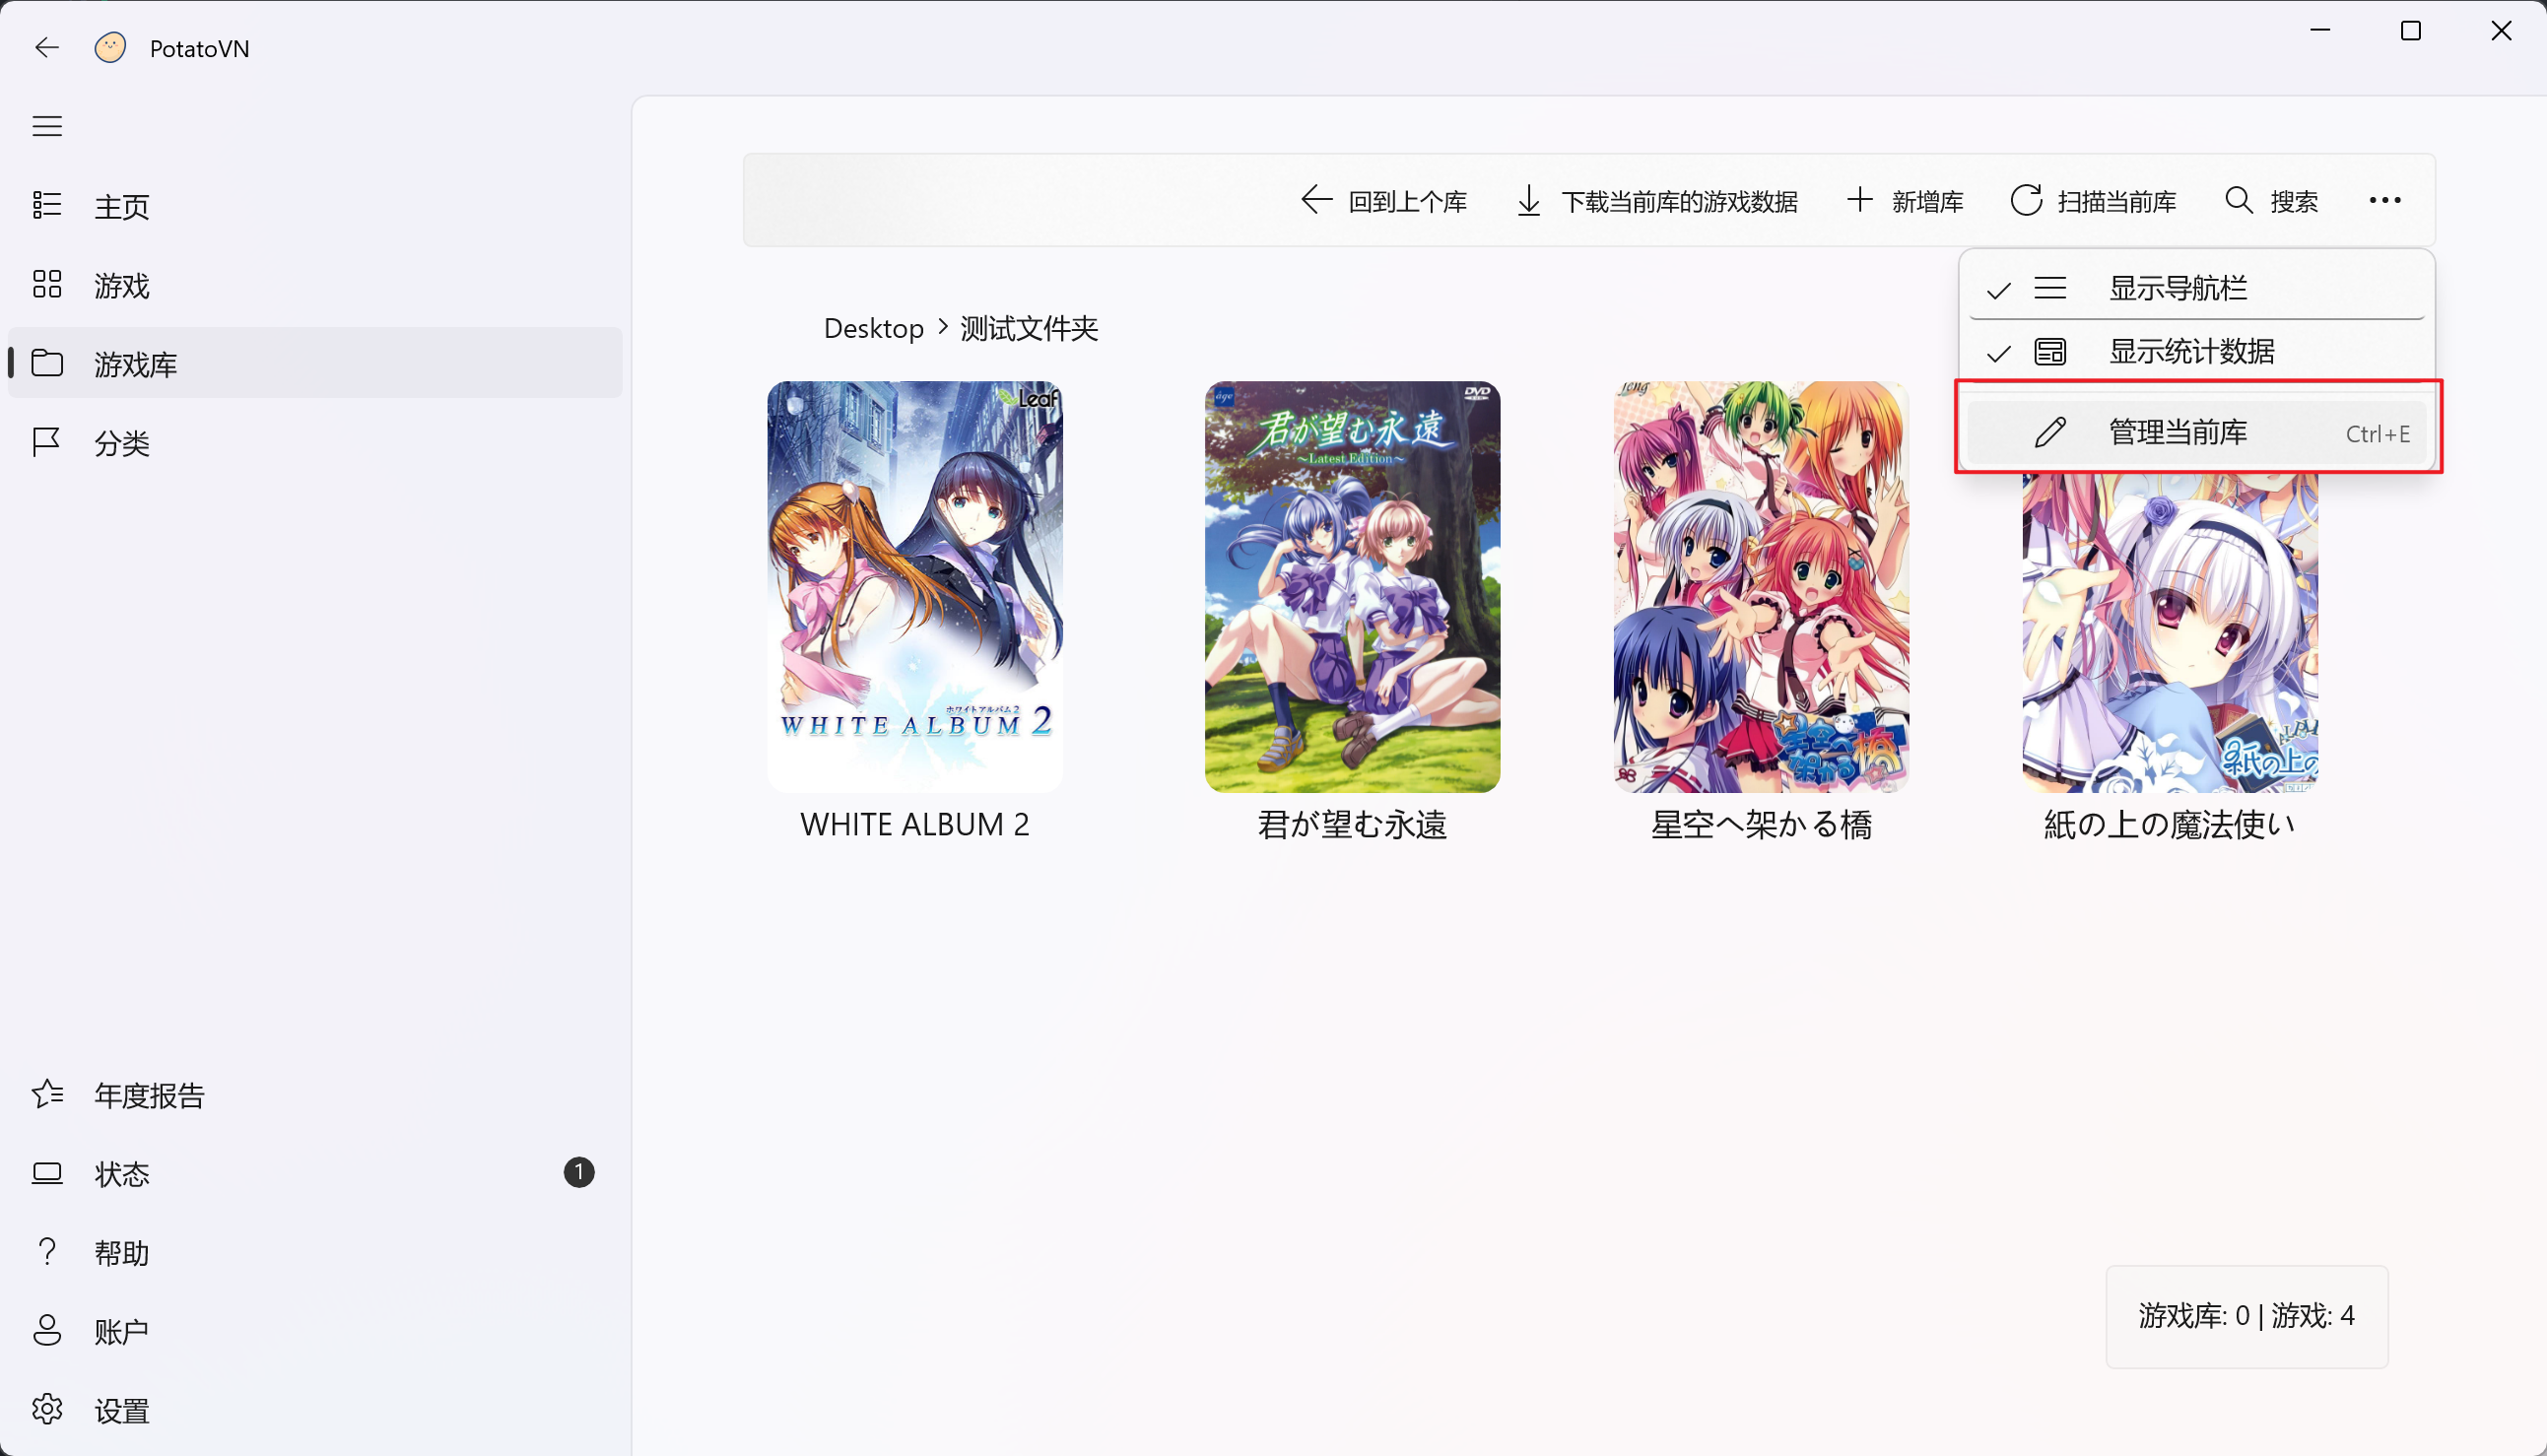 PotatoVN
主页
游戏
游戏库
分类
年度报告
状态
1
帮助
账户
设置
回到上个库
下载当前库的游戏数据
新增库
扫描当前库
搜索
显示导航栏
显示统计数据
管理当前库 Ctrl+E
Desktop > 测试文件夹
Leaf
ホワイトアルバム2
WHITE ALBUM 2
WHITE ALBUM 2
âge
DVD
君が望む永遠
~Latest Edition~
君が望む永遠
feng
星空へ架かる橋
星空へ架かる橋
紙の上の
紙の上の魔法使い
游戏库: 0 | 游戏: 4